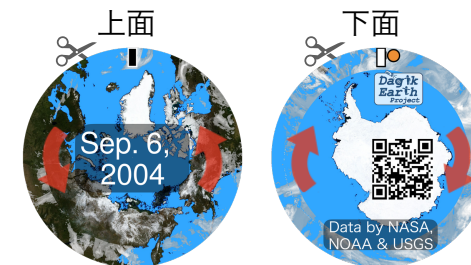 上面
下面
Sep. 6,
2004
Dagik
Earth
Project
Data by NASA,
NOAA & USGS